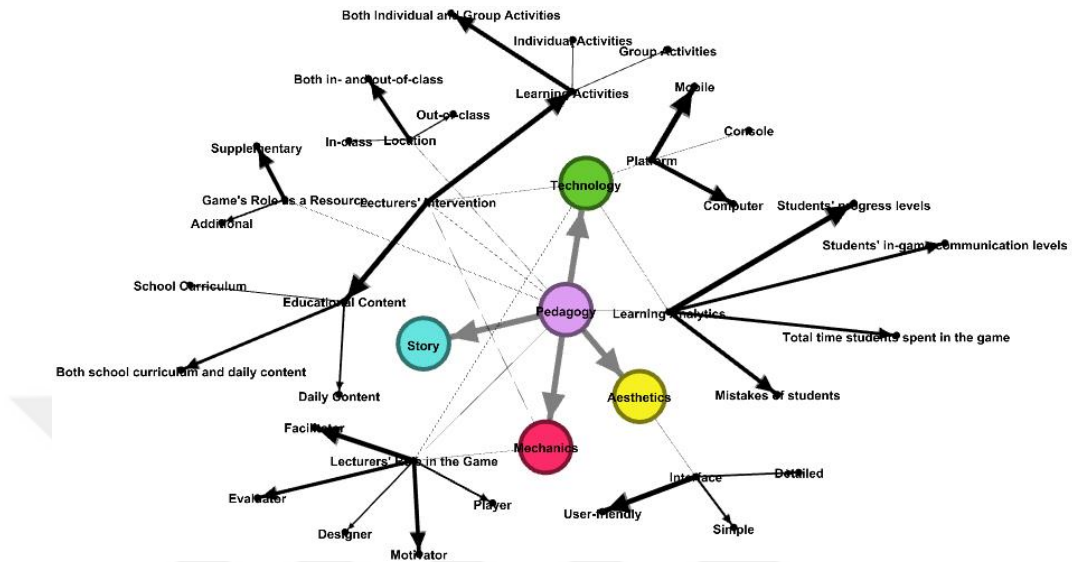 Both Individual and Group Activities
Individual Activities
Group Activities
Both in- and out-of-class
Learning Activities
Mobile
Out-of-class
Console
In-class
Location
Supplementary
Platform
Technology
Game's Role as a Resource
Lecturers' Intervention
Computer
Students' progress levels
Additional
Students' in-game communication levels
School Curriculum
Educational Content
Pedagogy
Learning Analytics
Story
Total time students spent in the game
Both school curriculum and daily content
Daily Content
Aesthetics
Mistakes of students
Facilitator
Mechanics
Lecturers' Role in the Game
Interface
Detailed
Evaluator
Player
User-friendly
Designer
Simple
Motivator